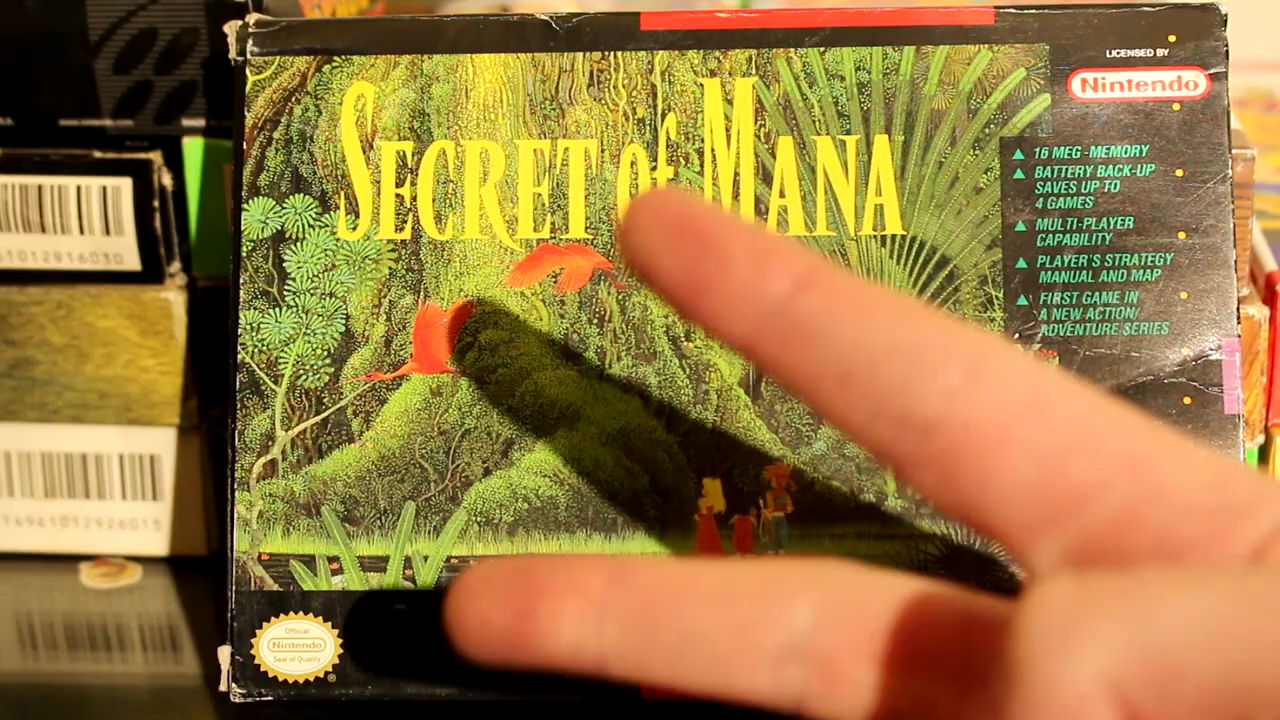 LICENSED BY
Nintendo®
SECRET of MANA
16 MEG-MEMORY
BATTERY BACK-UP
SAVES UP TO
4 GAMES
MULTI-PLAYER
CAPABILITY
PLAYER'S STRATEGY
MANUAL AND MAP
FIRST GAME IN
A NEW ACTION/
ADVENTURE SERIES
Official
Nintendo
Seal of Quality